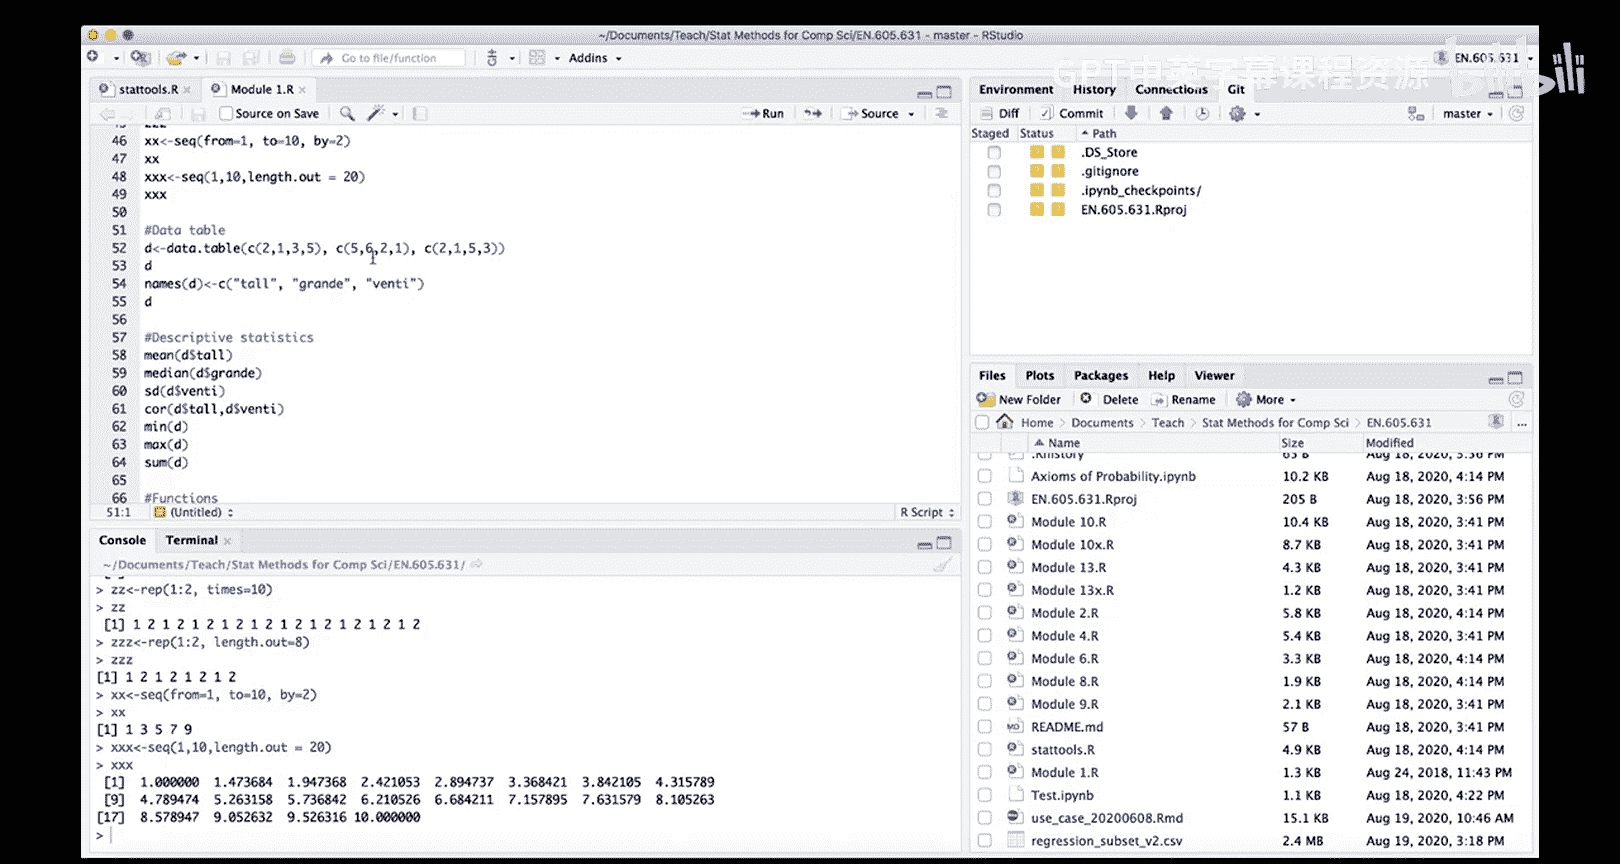 ~/Documents/Teach/Stat Methods for Comp Sci/EN.605.631 - master - RStudio
Go to file/function
Addins
EN.605.631
GPT中英字幕课程资源
bilibili
stattools.R
Module 1.R
Source on Save
Run
Source
46 xx<-seq(from=1, to=10, by=2)
47 xx
48 xxx<-seq(1,10,length.out = 20)
49 xxx
50
51 #Data table
52 d<-data.table(c(2,1,3,5), c(5,6,2,1), c(2,1,5,3))
53 d
54 names(d)<-c("tall", "grande", "venti")
55 d
56
57 #Descriptive statistics
58 mean(d$tall)
59 median(d$grande)
60 sd(d$venti)
61 cor(d$tall,d$venti)
62 min(d)
63 max(d)
64 sum(d)
65
66 #Functions
51:1 (Untitled) R Script
Console Terminal
~/Documents/Teach/Stat Methods for Comp Sci/EN.605.631/
> zz<-rep(1:2, times=10)
> zz
[1] 1 2 1 2 1 2 1 2 1 2 1 2 1 2 1 2 1 2 1 2
> zzz<-rep(1:2, length.out=8)
> zzz
[1] 1 2 1 2 1 2 1 2
> xx<-seq(from=1, to=10, by=2)
> xx
[1] 1 3 5 7 9
> xxx<-seq(1,10,length.out = 20)
> xxx
[1] 1.000000 1.473684 1.947368 2.421053 2.894737 3.368421 3.842105 4.315789
[9] 4.789474 5.263158 5.736842 6.210526 6.684211 7.157895 7.631579 8.105263
[17] 8.578947 9.052632 9.526316 10.000000
>
Environment History Connections Git
Diff Commit master
Staged Status Path
.DS_Store
.gitignore
.ipynb_checkpoints/
EN.605.631.Rproj
Files Plots Packages Help Viewer
New Folder Delete Rename More
Home Documents Teach Stat Methods for Comp Sci EN.605.631 ...
Name Size Modified
.Rhistory 63 B Aug 18, 2020, 3:56 PM
Axioms of Probability.ipynb 10.2 KB Aug 18, 2020, 4:14 PM
EN.605.631.Rproj 205 B Aug 18, 2020, 3:56 PM
Module 10.R 10.4 KB Aug 18, 2020, 3:41 PM
Module 10x.R 8.7 KB Aug 18, 2020, 3:41 PM
Module 13.R 4.3 KB Aug 18, 2020, 3:41 PM
Module 13x.R 1.2 KB Aug 18, 2020, 3:41 PM
Module 2.R 5.8 KB Aug 18, 2020, 4:14 PM
Module 4.R 5.4 KB Aug 18, 2020, 3:41 PM
Module 6.R 3.3 KB Aug 18, 2020, 4:14 PM
Module 8.R 1.9 KB Aug 18, 2020, 4:14 PM
Module 9.R 2.1 KB Aug 18, 2020, 3:41 PM
README.md 57 B Aug 18, 2020, 3:41 PM
stattools.R 4.9 KB Aug 18, 2020, 4:14 PM
Module 1.R 1.3 KB Aug 24, 2018, 11:43 PM
Test.ipynb 1.1 KB Aug 18, 2020, 4:22 PM
use_case_20200608.Rmd 15.1 KB Aug 19, 2020, 10:46 AM
regression_subset_v2.csv 2.4 MB Aug 19, 2020, 3:18 PM